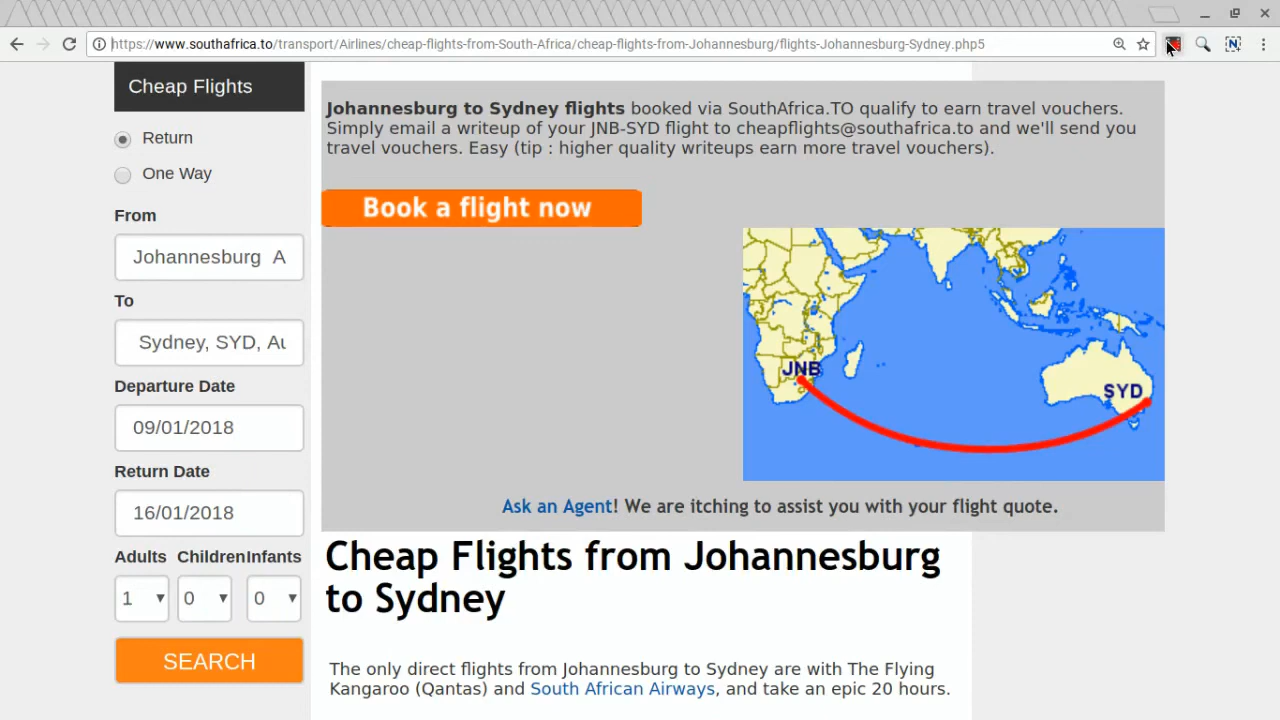 https://www.southafrica.to/transport/Airlines/cheap-flights-from-South-Africa/cheap-flights-from-Johannesburg/flights-Johannesburg-Sydney.php5
Cheap Flights
Return
One Way
From
Johannesburg A
To
Sydney, SYD, Au
Departure Date
09/01/2018
Return Date
16/01/2018
Adults Children Infants
1 0 0
SEARCH
Johannesburg to Sydney flights booked via SouthAfrica.TO qualify to earn travel vouchers.
Simply email a writeup of your JNB-SYD flight to cheapflights@southafrica.to and we'll send you
travel vouchers. Easy (tip : higher quality writeups earn more travel vouchers).
Book a flight now
JNB
SYD
Ask an Agent! We are itching to assist you with your flight quote.
Cheap Flights from Johannesburg
to Sydney
The only direct flights from Johannesburg to Sydney are with The Flying
Kangaroo (Qantas) and South African Airways, and take an epic 20 hours.